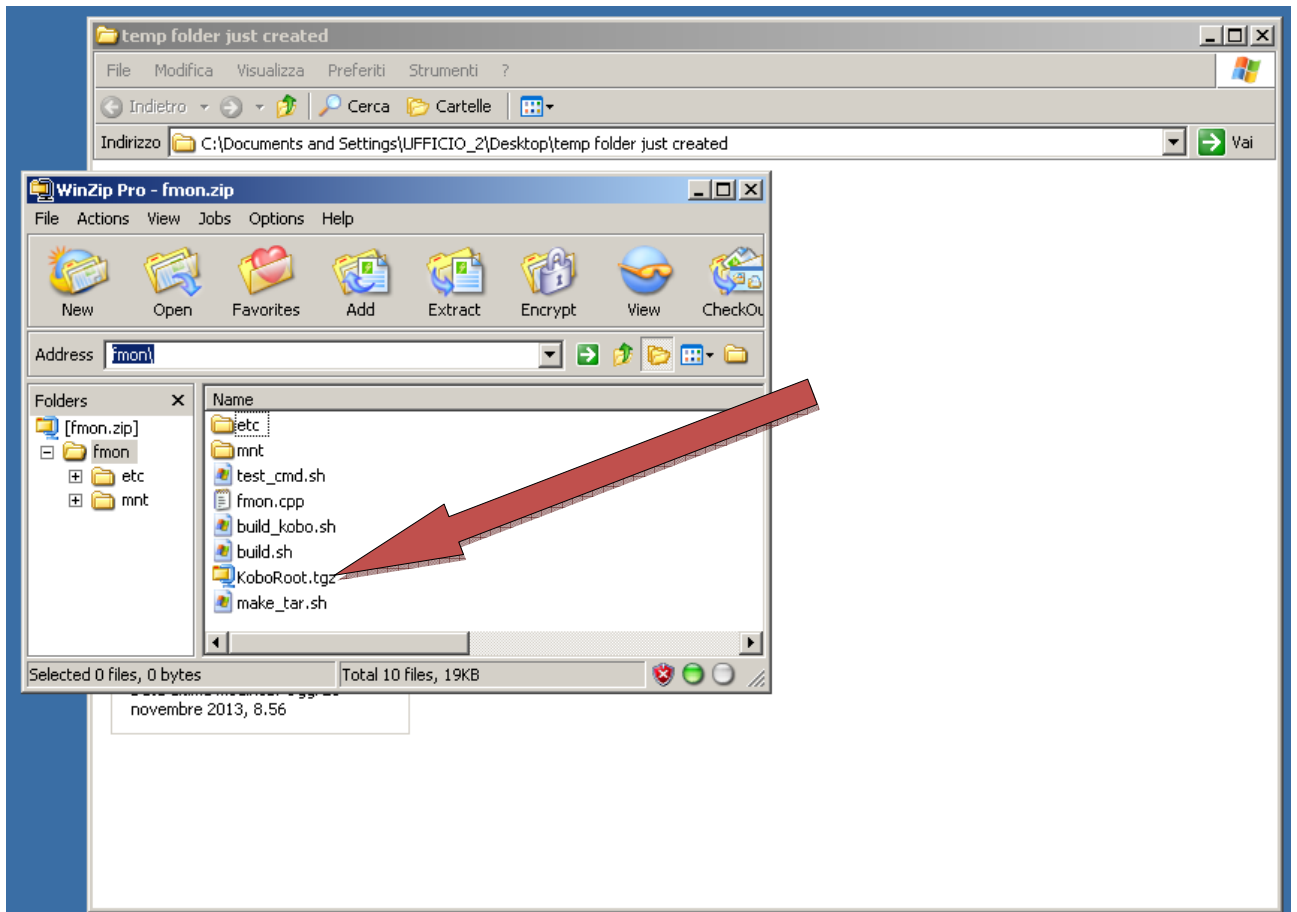 temp folder just created
File Modifica Visualizza Preferiti Strumenti ?
Indietro Cerca Cartelle
Indirizzo C:\Documents and Settings\UFFICIO_2\Desktop\temp folder just created Vai
WinZip Pro - fmon.zip
File Actions View Jobs Options Help
New Open Favorites Add Extract Encrypt View CheckOu
Address fmon\
Folders Name
[fmon.zip]
fmon
etc
mnt
etc
mnt
test_cmd.sh
fmon.cpp
build_kobo.sh
build.sh
KoboRoot.tgz
make_tar.sh
Selected 0 files, 0 bytes Total 10 files, 19KB
novembre 2013, 8.56